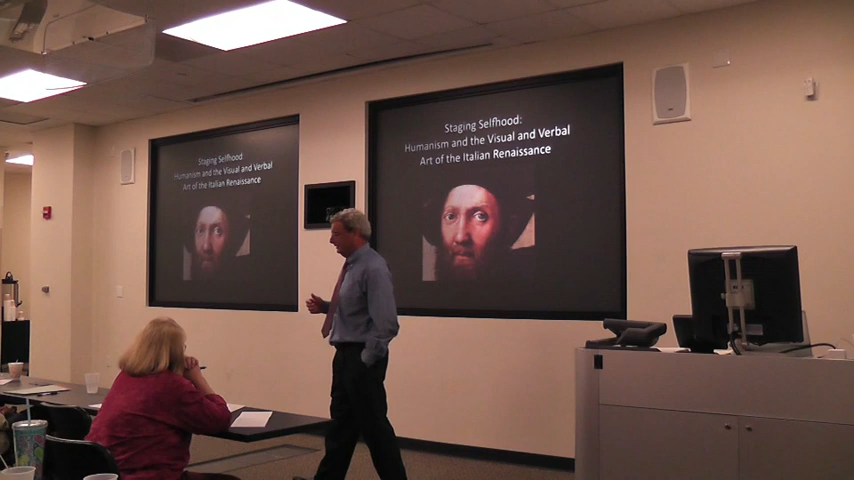 Staging Selfhood:
Humanism and the Visual and Verbal
Art of the Italian Renaissance
Staging Selfhood:
Humanism and the Visual and Verbal
Art of the Italian Renaissance